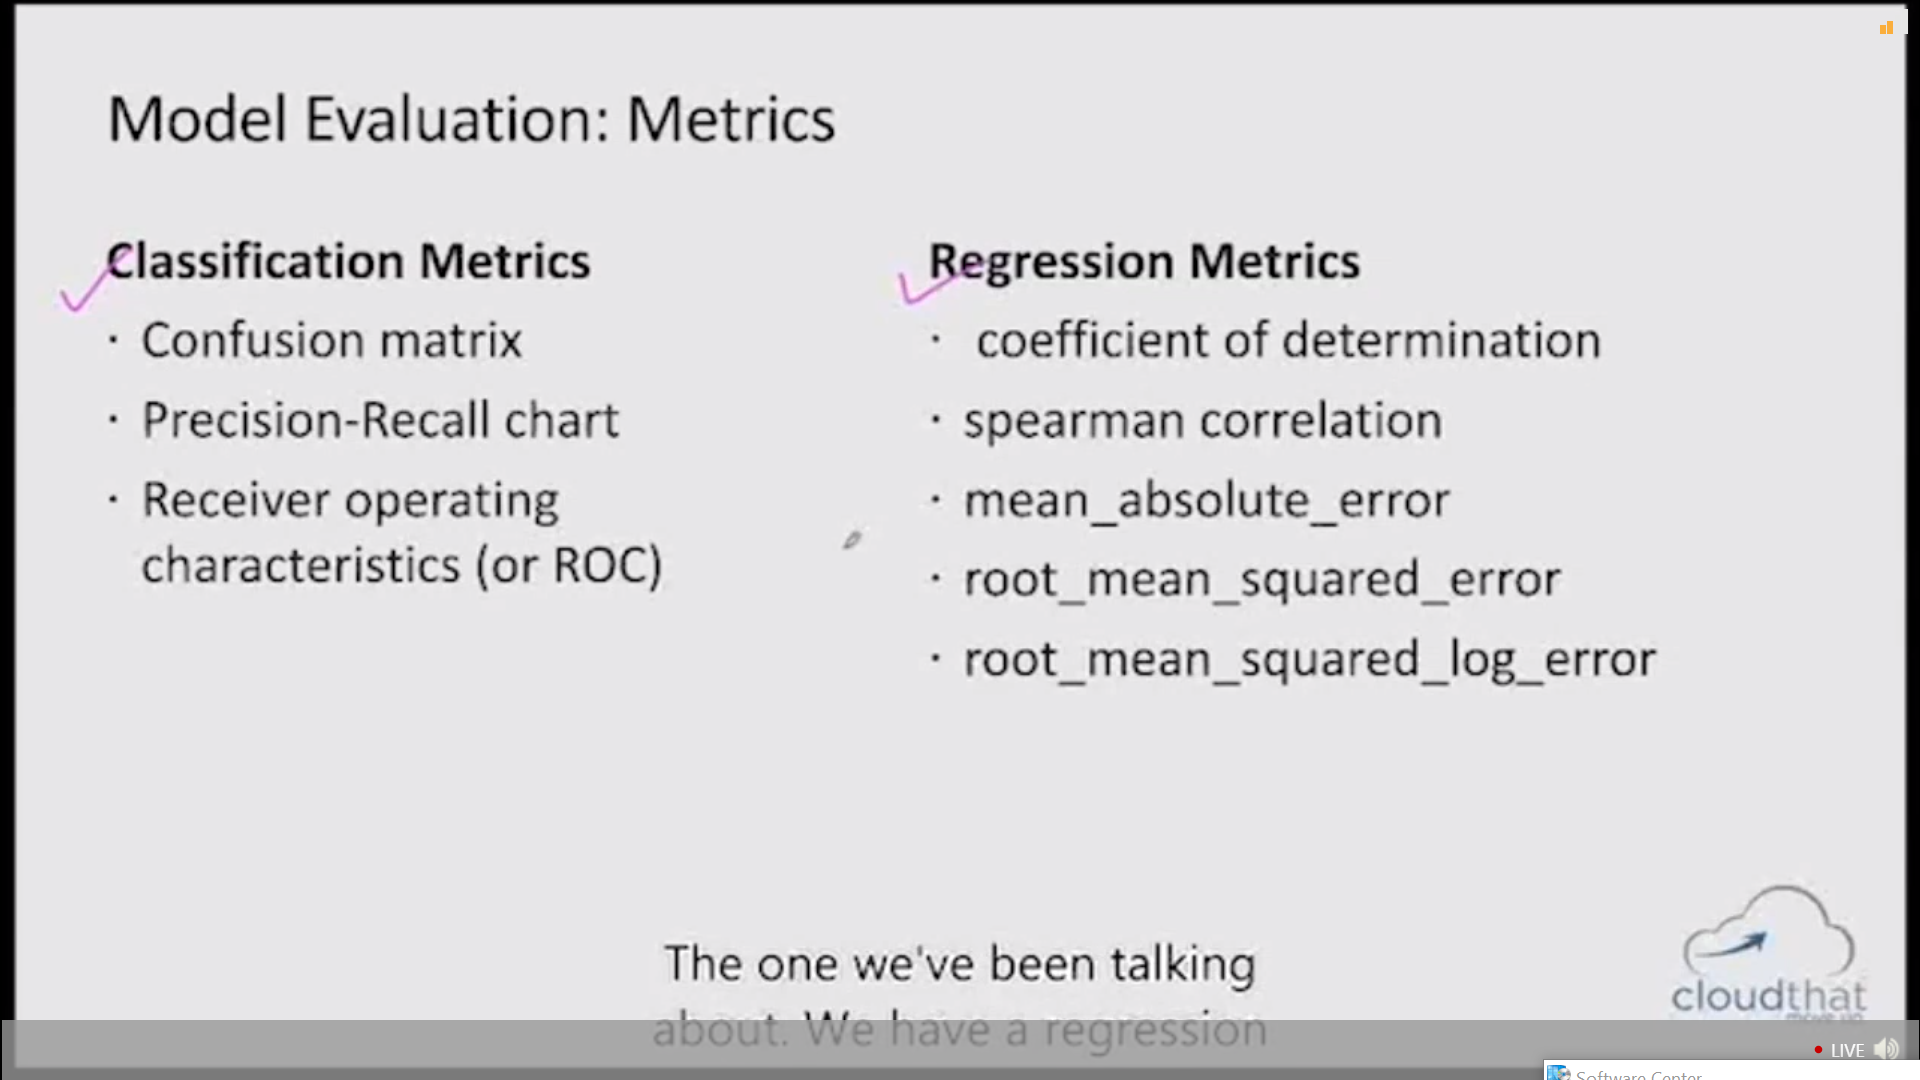 Model Evaluation: Metrics
Classification Metrics
· Confusion matrix
· Precision-Recall chart
· Receiver operating
characteristics (or ROC)
Regression Metrics
· coefficient of determination
· spearman correlation
· mean_absolute_error
· root_mean_squared_error
· root_mean_squared_log_error
The one we've been talking
about. We have a regression
cloudthat
move up
LIVE
Software Center